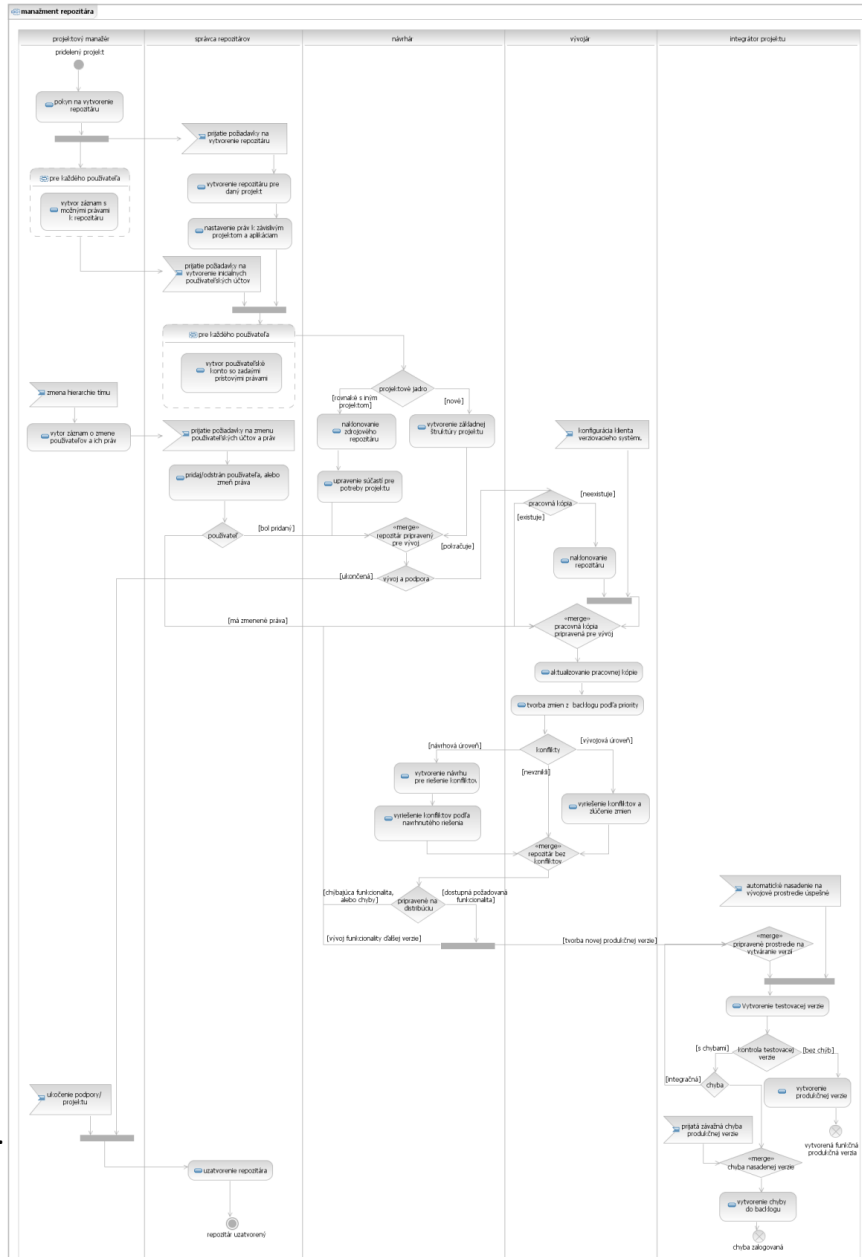 manažment repozitára
projektový manažér
správca repozitárov
návrhár
vývojár
integrátor projektu
pridelený projekt
pokyn na vytvorenie
repozitáru
prijatie požiadavky na
vytvorenie repozitáru
pre každého používateľa
vytvor záznam s
možnými právami
k repozitáru
vytvorenie repozitáru pre
daný projekt
nastavenie práv k závislivým
projektom a aplikáciam
prijatie požiadavky na
vytvorenie inicialnych
používateľských účtov
pre každého používateľa
vytvor používateľské
konto so zadajmi
prístovými právami
projektové jadro
[rovnaké s iným
projektom]
[nové]
zmena hierarchie tímu
vytor záznam o zmene
používateľov a ich práv
prijatie požiadavky na zmenu
používateľských účtov a práv
naklonovanie
zdrojového
repozitáru
vytvorenie základnej
štruktúry projektu
konfigurácia klienta
verziovacieho systému
pridaj/odstráň používateľa, alebo
zmeň práva
upravenie súčastí pre
potreby projektu
pracovná kópia
[neexistuje]
[existuje]
používateľ
[bol pridaný]
«merge»
repozitár pripravený
pre vývoj
[pokračuje]
naklonovanie
repozitáru
[ukončená]
vývoj a podpora
[má zmenené práva]
«merge»
pracovná kópia
pripravená pre vývoj
aktualizovanie pracovnej kópie
tvorba zmien z backlogu podľa priority
[návrhová úroveň]
konflikty
[vývojová úroveň]
[nevznikli]
vytvorenie návrhu
pre riešenie konfliktov
vyriešenie konfliktov podľa
navrhnutého riešenia
vyriešenie konfliktov a
zlúčenie zmien
«merge»
repozitár bez
konfliktov
[chýbajúca funkcionalita,
alebo chyby]
pripravené na
distribúciu
[dostupná požadovaná
funkcionalita]
automatické nasadenie na
vývojové prostredie úspešné
[vývoj funkcionality ďalšej verzie]
[tvorba novej produkčnej verzie]
«merge»
pripravené prostredie na
vytváranie verzií
Vytvorenie testovacej verzie
[s chybami]
kontrola testovacej
verzie
[bez chýb]
[integračná]
chyba
vytvorenie
produkčnej verzie
ukočenie podpory/
projektu
prijatá závažná chyba
produkčnej verzie
vytvorená funkčná
produkčná verzia
«merge»
chyba nasadenej verzie
uzatvorenie repozitára
vytvorenie chyby
do backlogu
repozitár uzatvorený
chyba zalogovaná